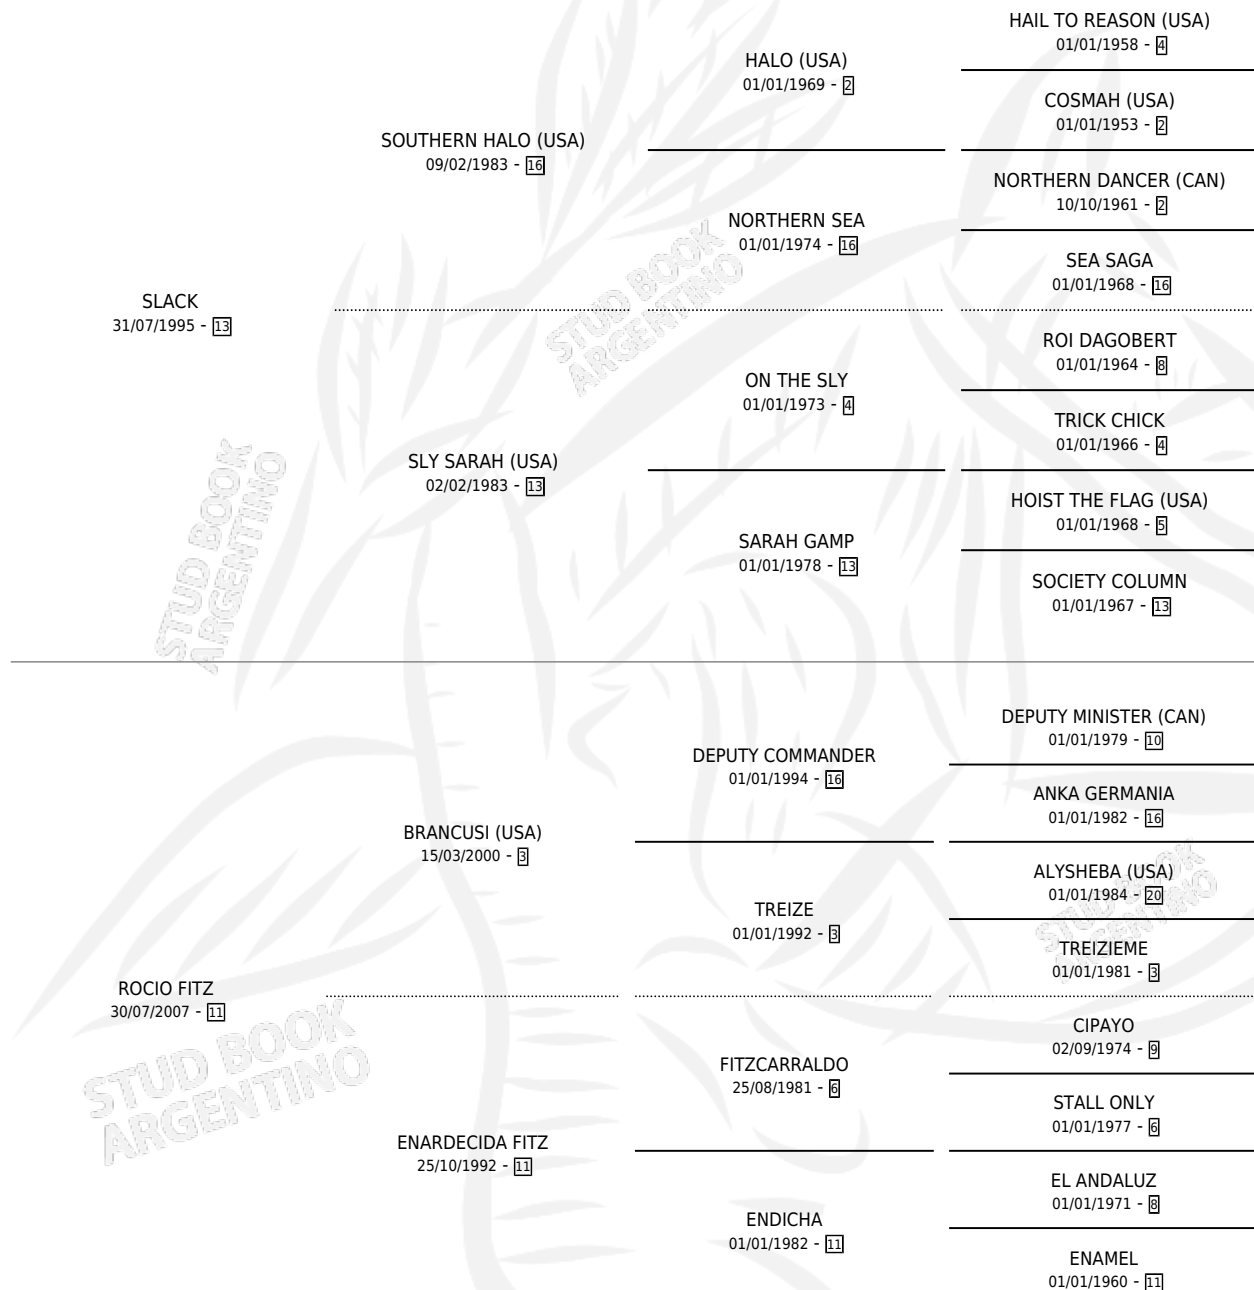 HAIL TO REASON (USA)
01/01/1958 - 4
HALO (USA)
01/01/1969 - 2
COSMAH (USA)
01/01/1953 - 2
SOUTHERN HALO (USA)
09/02/1983 - 16
NORTHERN DANCER (CAN)
10/10/1961 - 2
NORTHERN SEA
01/01/1974 - 16
SEA SAGA
01/01/1968 - 16
SLACK
31/07/1995 - 13
STUD BOOK
ARGENTINO
ROI DAGOBERT
01/01/1964 - 8
ON THE SLY
01/01/1973 - 4
TRICK CHICK
01/01/1966 - 4
SLY SARAH (USA)
02/02/1983 - 13
HOIST THE FLAG (USA)
01/01/1968 - 5
SARAH GAMP
01/01/1978 - 13
SOCIETY COLUMN
01/01/1967 - 13
STUD BOOK
ARGENTINO
DEPUTY MINISTER (CAN)
01/01/1979 - 10
DEPUTY COMMANDER
01/01/1994 - 16
ANKA GERMANIA
01/01/1982 - 16
BRANCUSI (USA)
15/03/2000 - 3
ALYSHEBA (USA)
01/01/1984 - 20
STUD BOOK
ARGENTINO
TREIZE
01/01/1992 - 3
TREIZIEME
01/01/1981 - 3
ROCIO FITZ
30/07/2007 - 11
STUD BOOK
ARGENTINO
CIPAYO
02/09/1974 - 9
FITZCARRALDO
25/08/1981 - 6
STALL ONLY
01/01/1977 - 6
ENARDECIDA FITZ
25/10/1992 - 11
EL ANDALUZ
01/01/1971 - 8
ENDICHA
01/01/1982 - 11
ENAMEL
01/01/1960 - 11